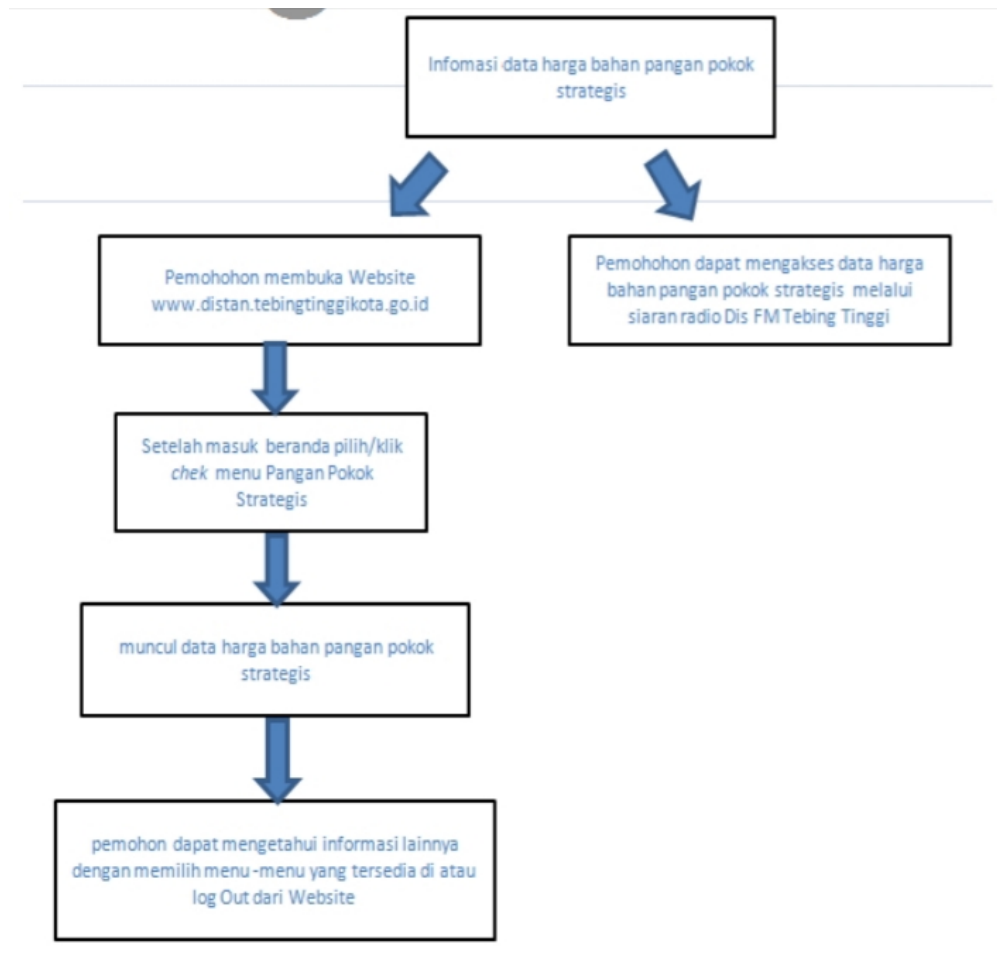 Infomasi data harga bahan pangan pokok
strategis
Pemohohon membuka Website
www.distan.tebingtinggikota.go.id
Pemohohon dapat mengakses data harga
bahan pangan pokok strategis melalui
siaran radio Dis FM Tebing Tinggi
Setelah masuk beranda pilih/klik
chek menu Pangan Pokok
Strategis
muncul data harga bahan pangan pokok
strategis
pemohon dapat mengetahui informasi lainnya
dengan memilih menu-menu yang tersedia di atau
log Out dari Website